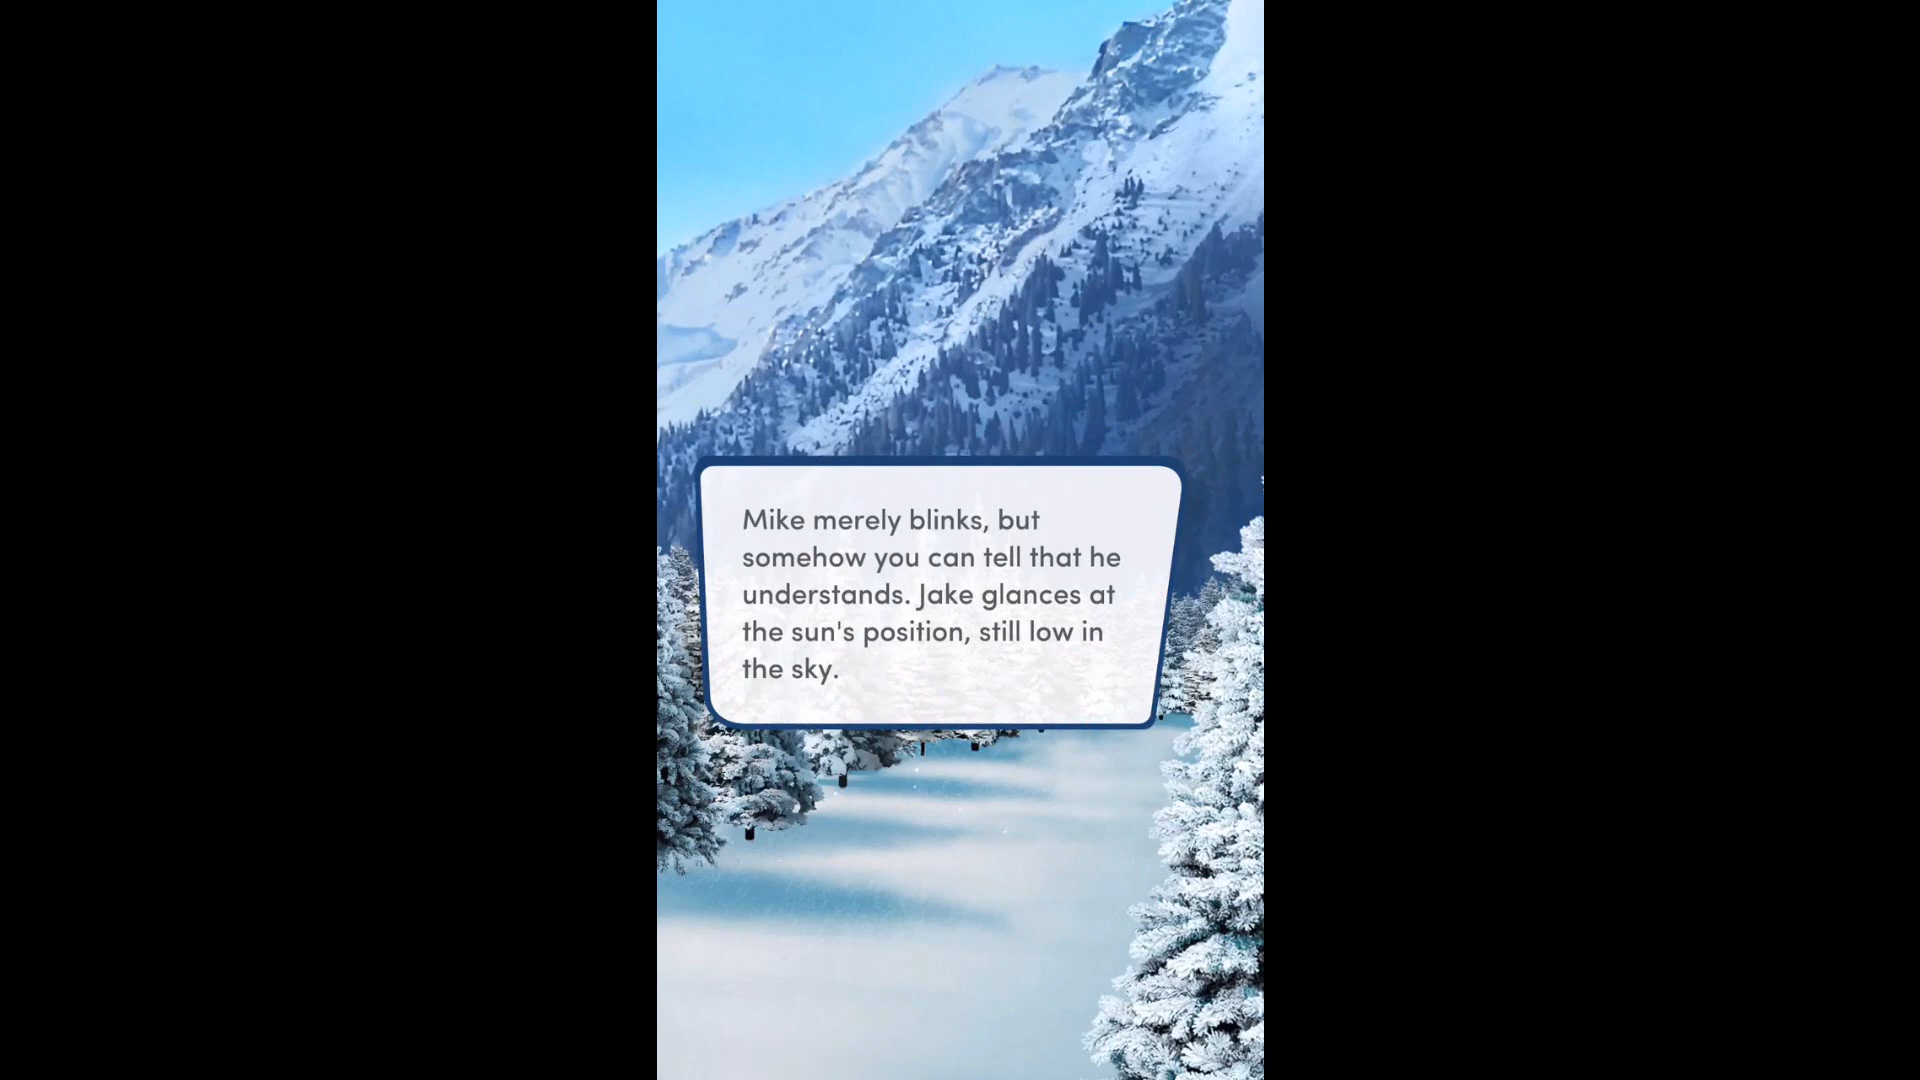 Mike merely blinks, but
somehow you can tell that he
understands. Jake glances at
the sun's position, still low in
the sky.